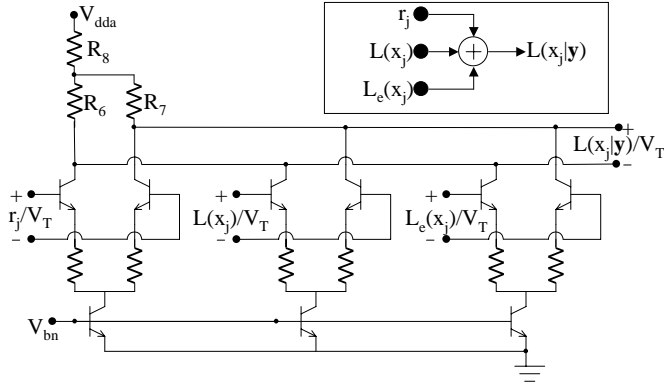 V_dda
R_8
R_6
R_7
r_j
L(x_j)
L_e(x_j)
+
L(x_j|y)
+
L(x_j|y)/V_T
-
+
r_j/V_T
-
+
L(x_j)/V_T
-
+
L_e(x_j)/V_T
-
V_bn